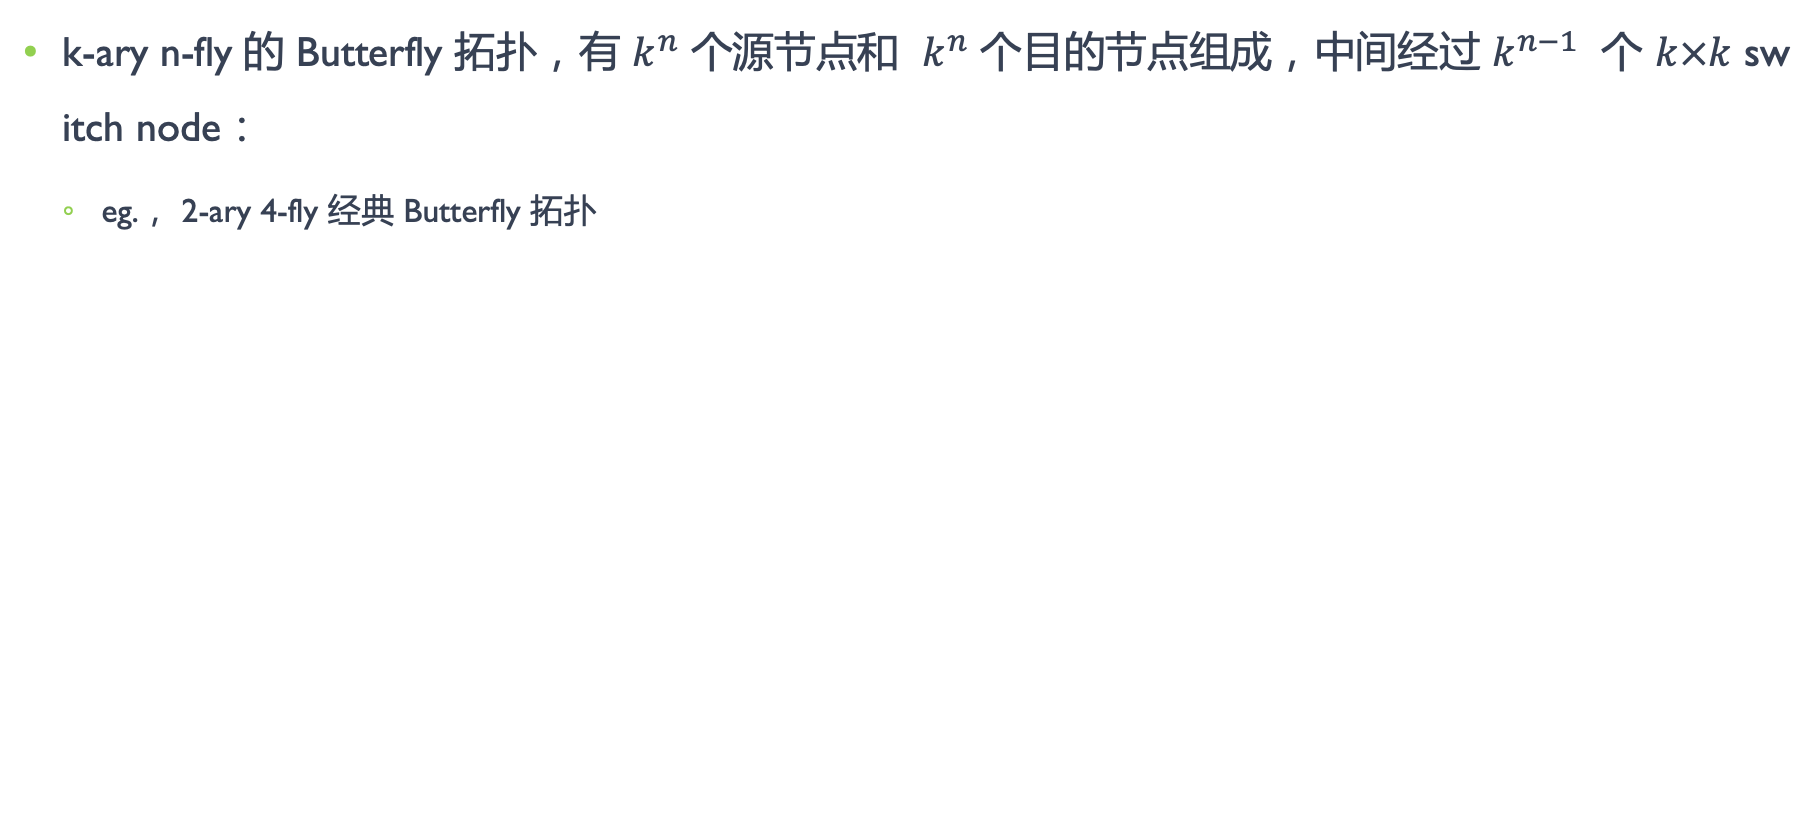 • k-ary n-fly 的 Butterfly 拓扑，有 kⁿ 个源节点和 kⁿ 个目的节点组成，中间经过 kⁿ⁻¹ 个 k×k sw
itch node：
◦ eg.， 2-ary 4-fly 经典 Butterfly 拓扑